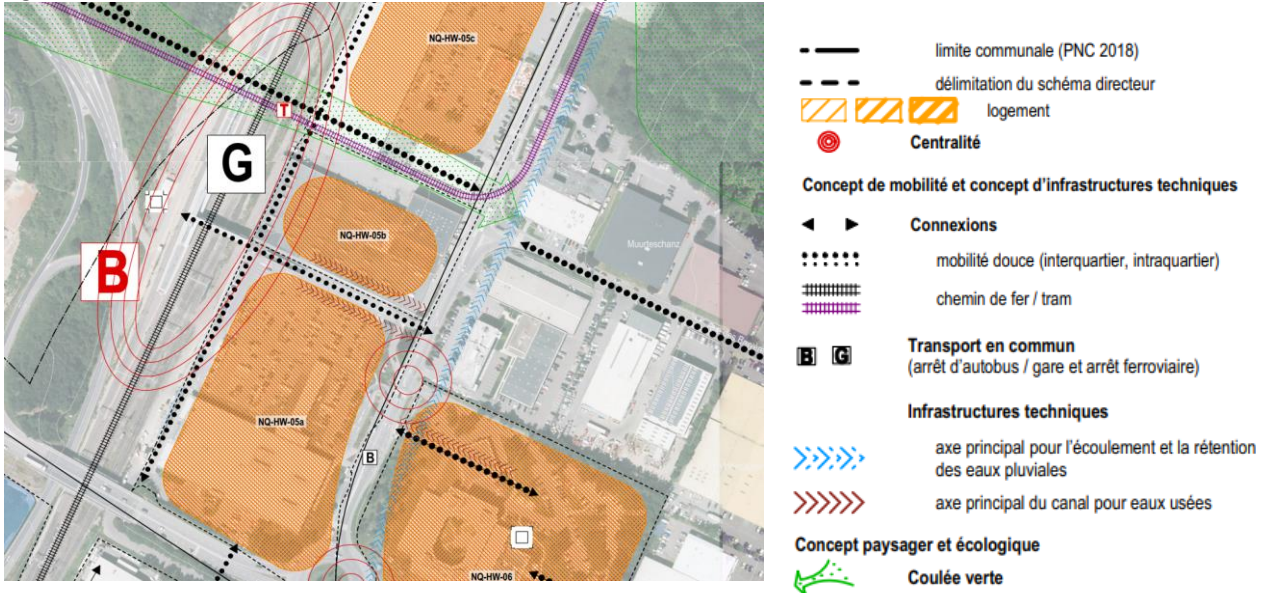 NQ-HW-05c
T
G
NQ-HW-05b
Muurteschanz
B
NQ-HW-05a
B
NQ-HW-06
limite communale (PNC 2018)
délimitation du schéma directeur
logement
Centralité
Concept de mobilité et concept d'infrastructures techniques
Connexions
mobilité douce (interquartier, intraquartier)
chemin de fer / tram
B G
Transport en commun
(arrêt d'autobus / gare et arrêt ferroviaire)
Infrastructures techniques
axe principal pour l'écoulement et la rétention
des eaux pluviales
axe principal du canal pour eaux usées
Concept paysager et écologique
Coulée verte